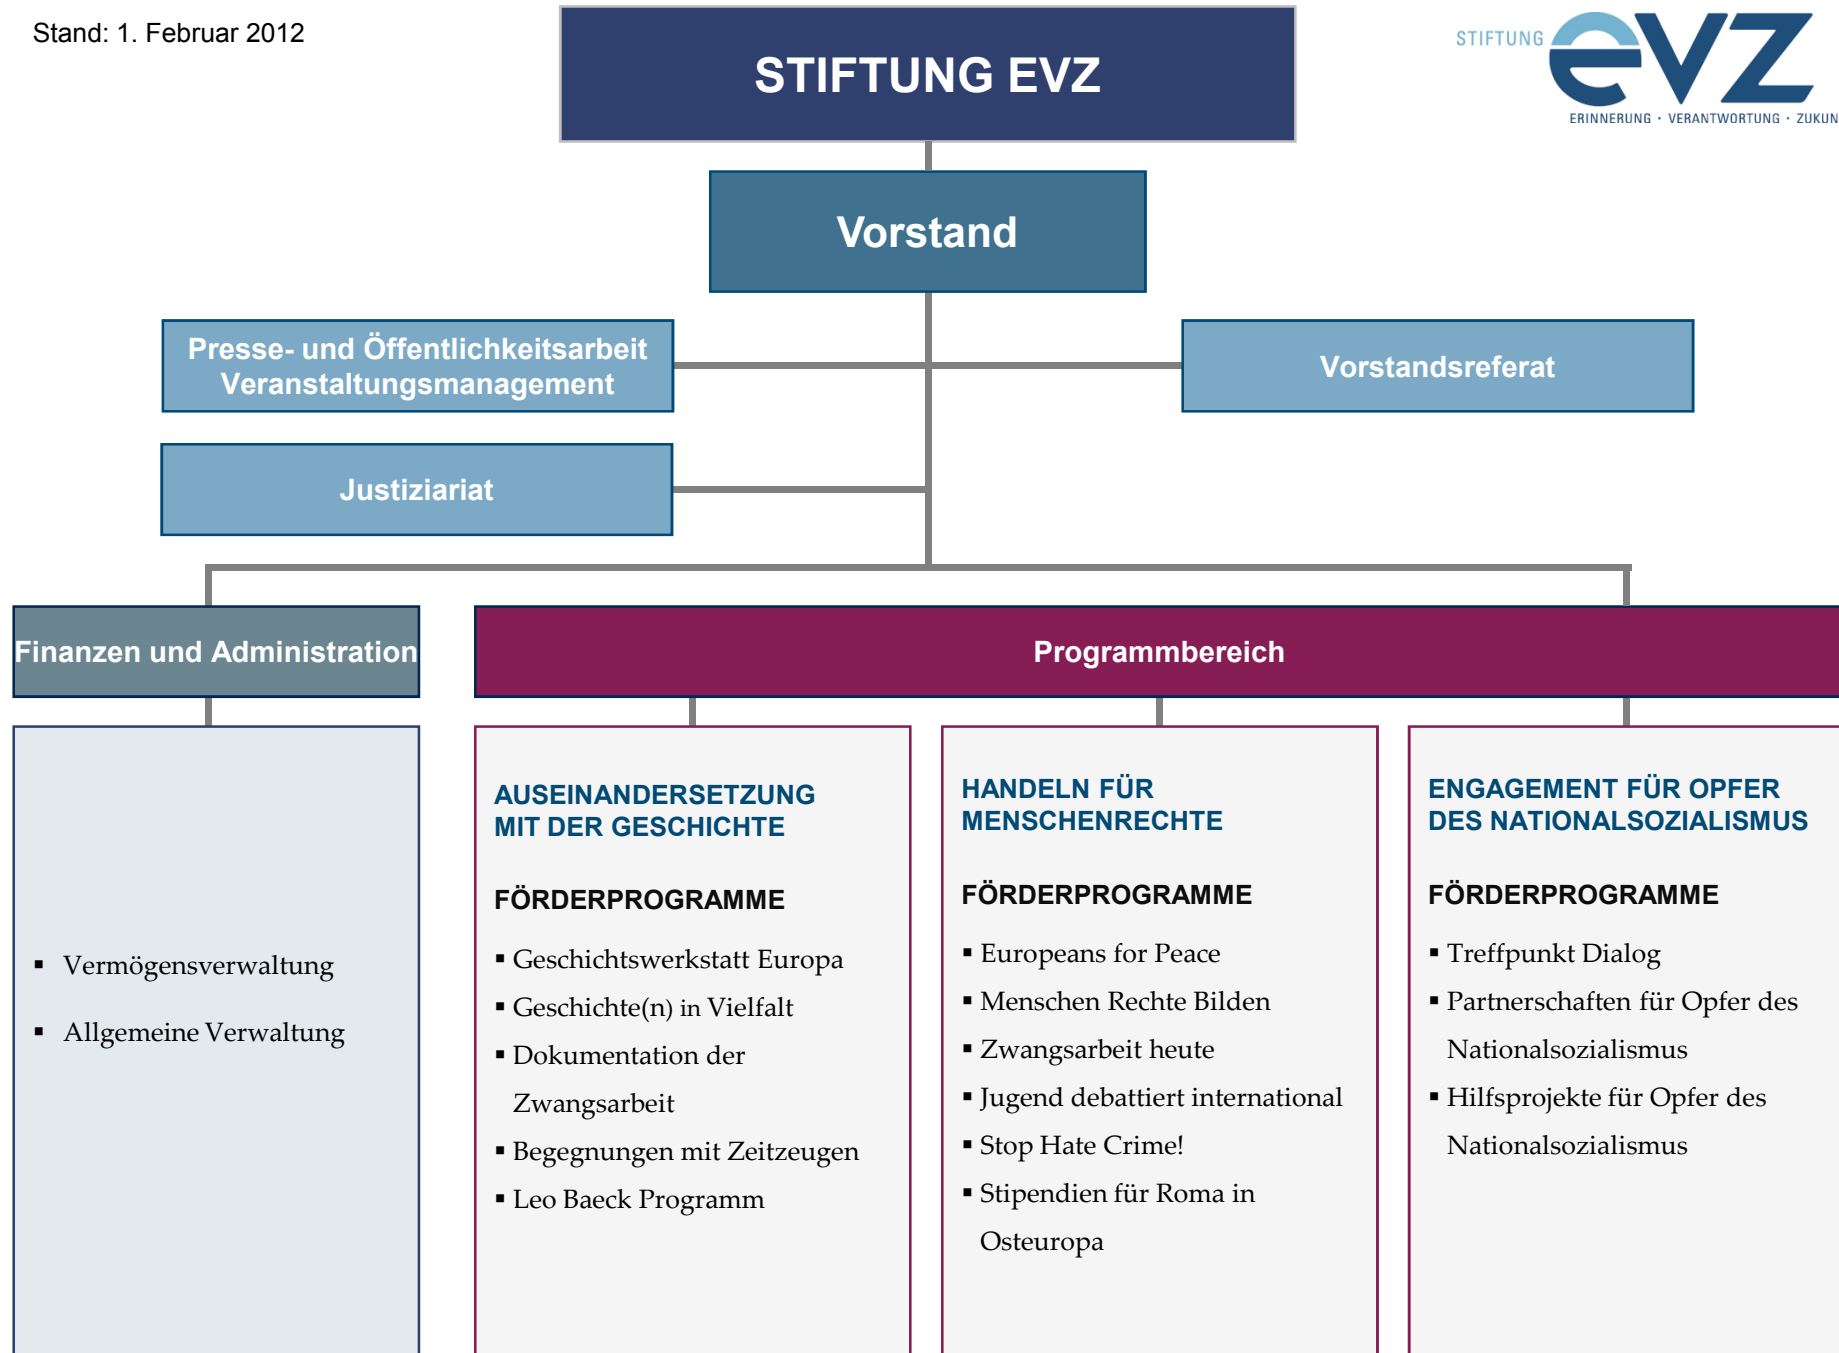 Stand: 1. Februar 2012
STIFTUNG EVZ
STIFTUNG
eVZ
ERINNERUNG · VERANTWORTUNG · ZUKUN
Vorstand
Presse- und Öffentlichkeitsarbeit
Veranstaltungsmanagement
Vorstandsreferat
Justiziariat
Finanzen und Administration
Programmbereich
▪ Vermögensverwaltung
▪ Allgemeine Verwaltung
AUSEINANDERSETZUNG
MIT DER GESCHICHTE
FÖRDERPROGRAMME
▪ Geschichtswerkstatt Europa
▪ Geschichte(n) in Vielfalt
▪ Dokumentation der
Zwangsarbeit
▪ Begegnungen mit Zeitzeugen
▪ Leo Baeck Programm
HANDELN FÜR
MENSCHENRECHTE
FÖRDERPROGRAMME
▪ Europeans for Peace
▪ Menschen Rechte Bilden
▪ Zwangsarbeit heute
▪ Jugend debattiert international
▪ Stop Hate Crime!
▪ Stipendien für Roma in
Osteuropa
ENGAGEMENT FÜR OPFER
DES NATIONALSOZIALISMUS
FÖRDERPROGRAMME
▪ Treffpunkt Dialog
▪ Partnerschaften für Opfer des
Nationalsozialismus
▪ Hilfsprojekte für Opfer des
Nationalsozialismus